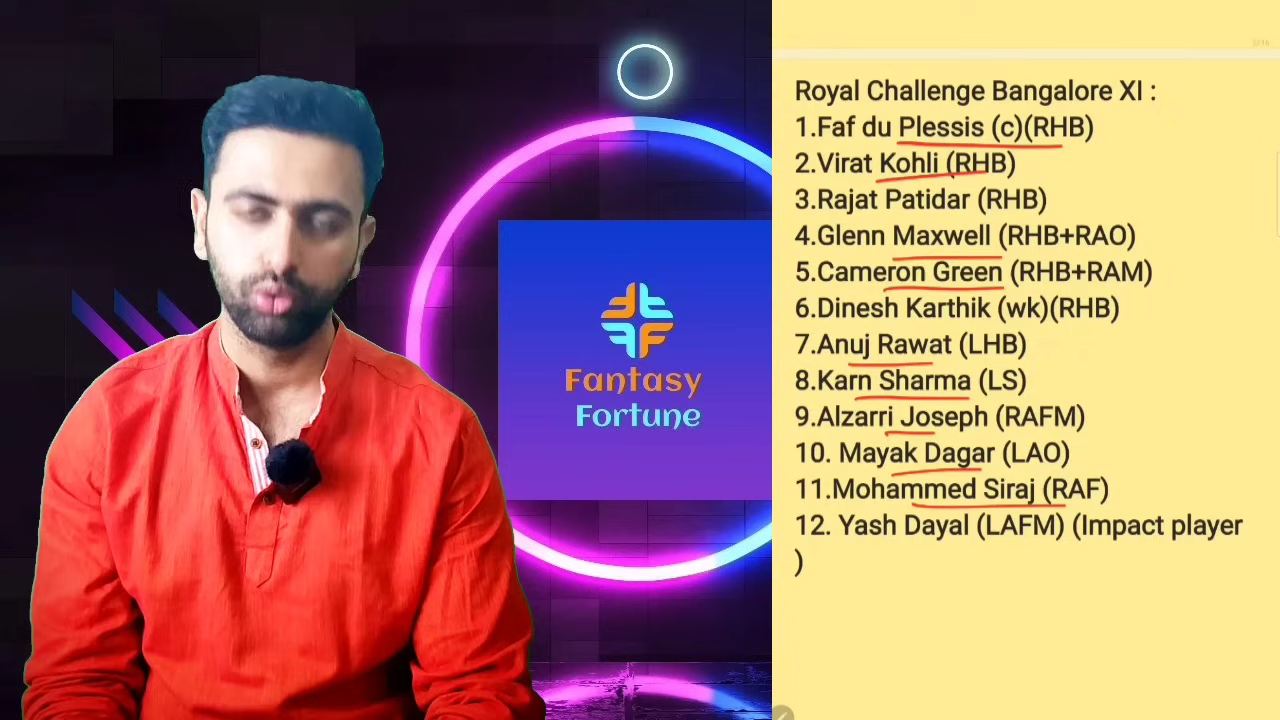 Fantasy
Fortune
Royal Challenge Bangalore XI :
1.Faf du Plessis (c)(RHB)
2.Virat Kohli (RHB)
3.Rajat Patidar (RHB)
4.Glenn Maxwell (RHB+RAO)
5.Cameron Green (RHB+RAM)
6.Dinesh Karthik (wk)(RHB)
7.Anuj Rawat (LHB)
8.Karn Sharma (LS)
9.Alzarri Joseph (RAFM)
10. Mayak Dagar (LAO)
11.Mohammed Siraj (RAF)
12. Yash Dayal (LAFM) (Impact player
)